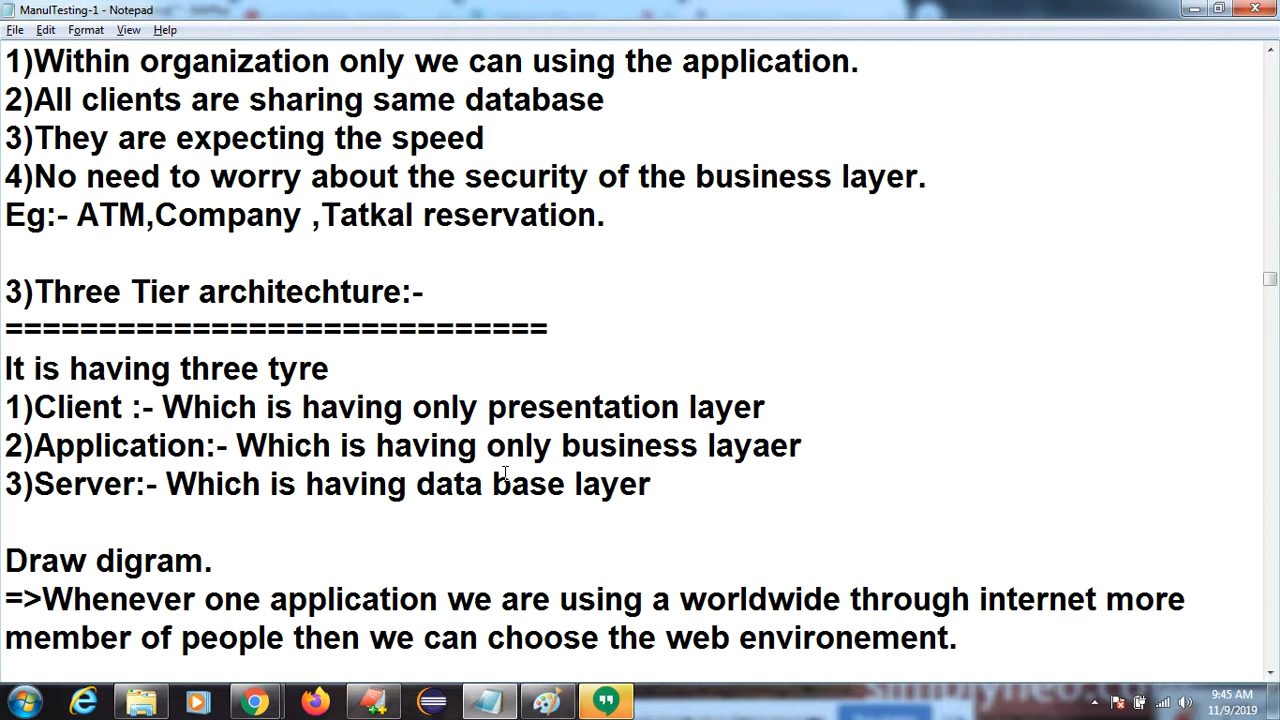 ManulTesting-1 - Notepad
File Edit Format View Help
1)Within organization only we can using the application.
2)All clients are sharing same database
3)They are expecting the speed
4)No need to worry about the security of the business layer.
Eg:- ATM,Company ,Tatkal reservation.
3)Three Tier architechture:-
=============================
It is having three tyre
1)Client :- Which is having only presentation layer
2)Application:- Which is having only business layaer
3)Server:- Which is having data base layer
Draw digram.
=>Whenever one application we are using a worldwide through internet more
member of people then we can choose the web environement.
9:45 AM
11/9/2019